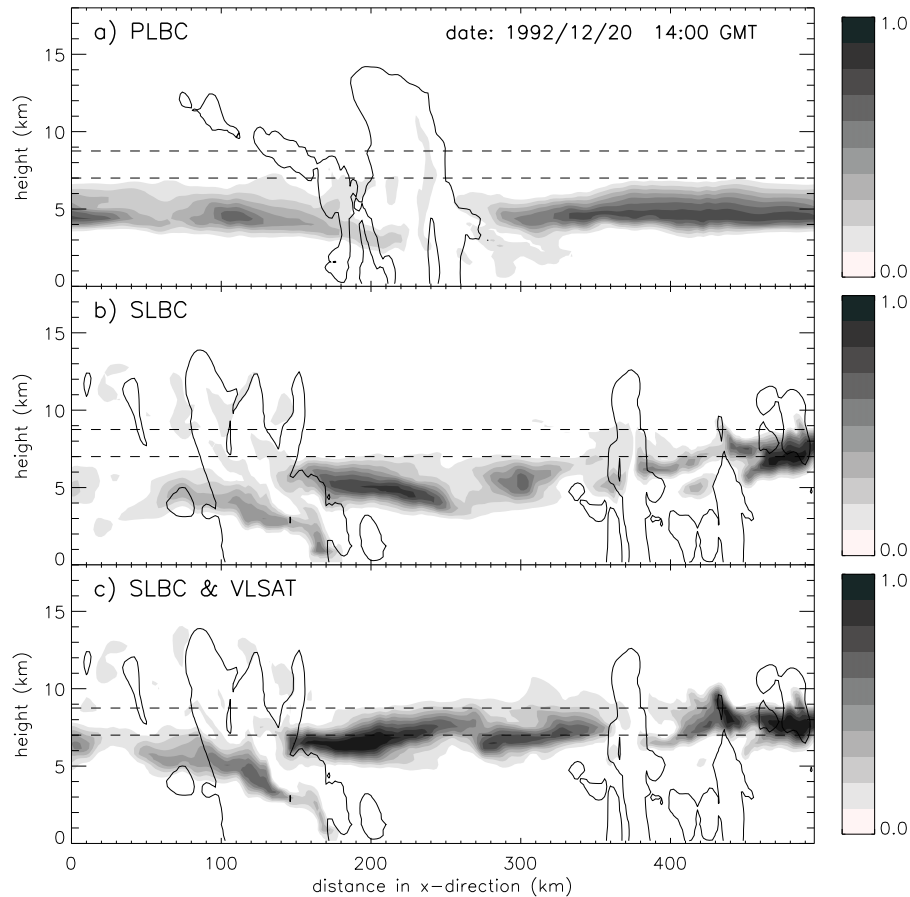 a) PLBC date: 1992/12/20 14:00 GMT
1.0
15
10
5
0
height (km)
0.0
b) SLBC
1.0
15
10
5
0
height (km)
0.0
c) SLBC & VLSAT
1.0
15
10
5
0
height (km)
0.0
0 100 200 300 400
distance in x-direction (km)